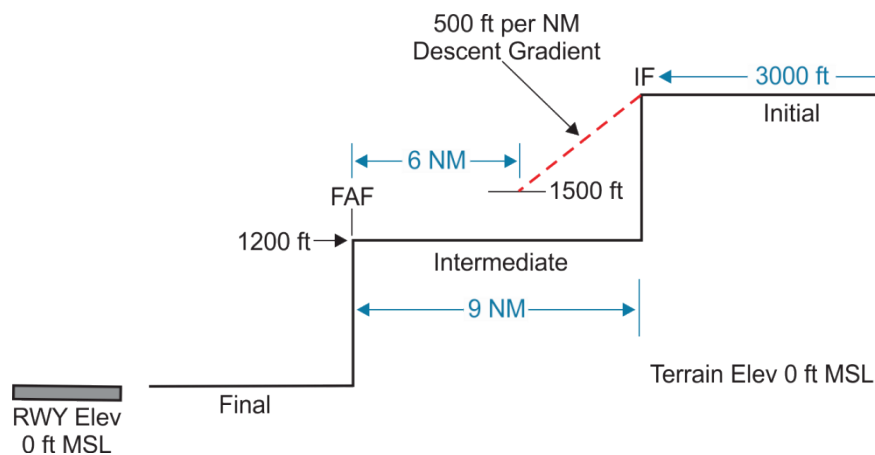 500 ft per NM
Descent Gradient
IF
3000 ft
Initial
6 NM
1500 ft
FAF
1200 ft
Intermediate
9 NM
Terrain Elev 0 ft MSL
Final
RWY Elev
0 ft MSL